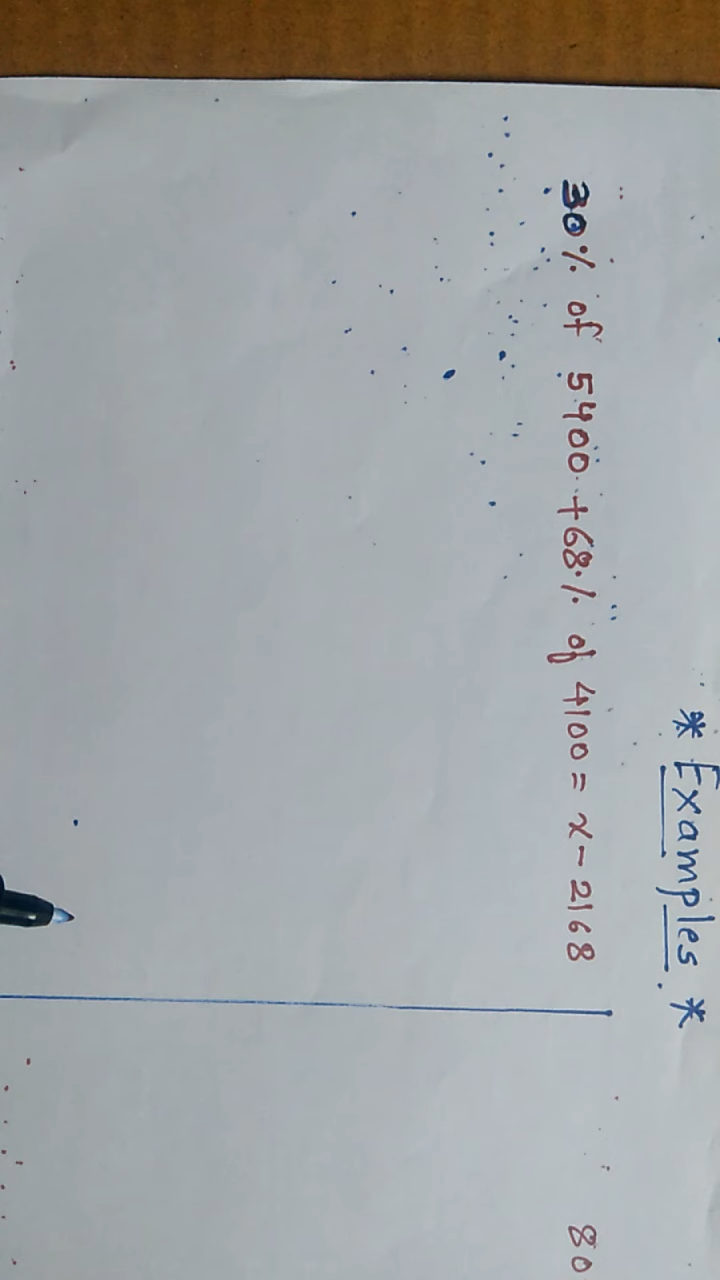 * Examples *
30% of 5400 + 68% of 4100 = x - 2168
80